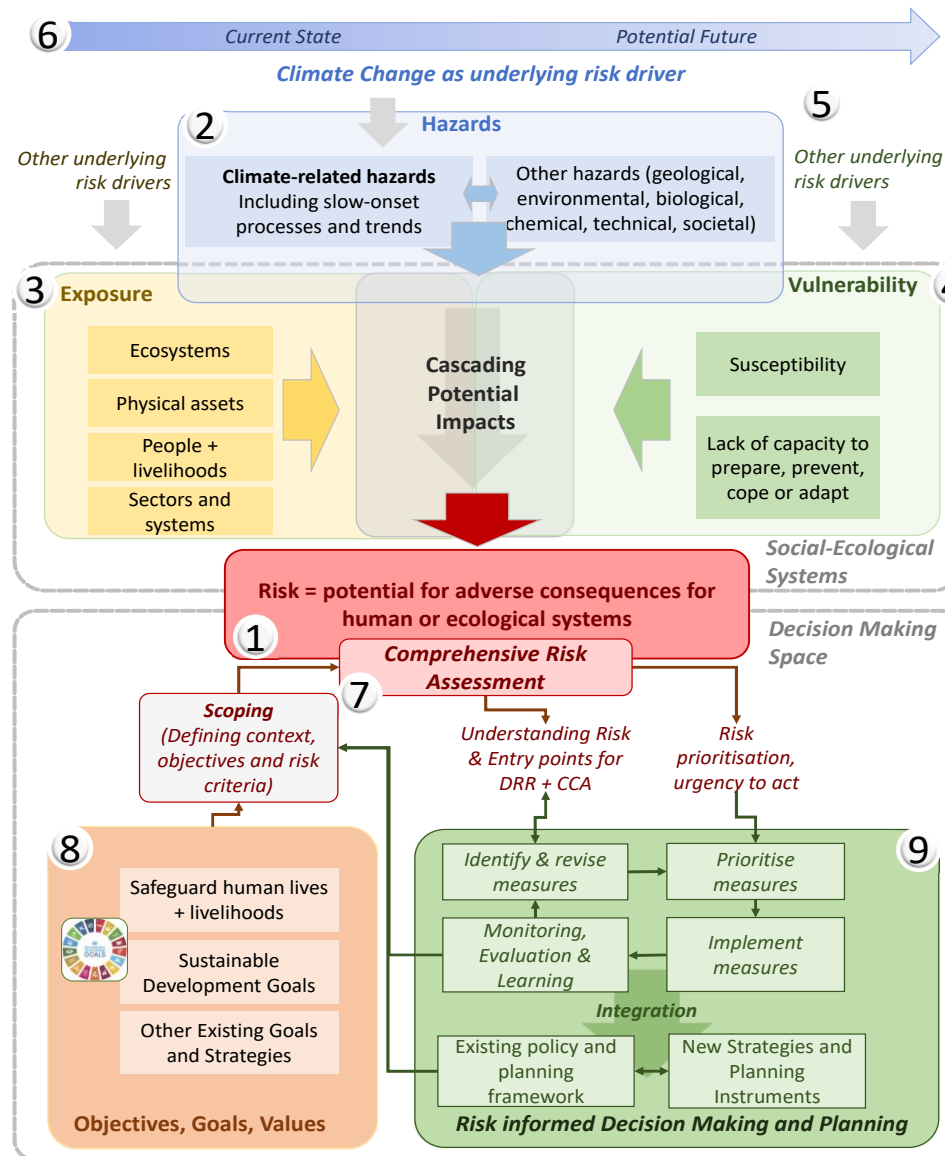 6
Current State
Potential Future
Climate Change as underlying risk driver
5
2
Hazards
Other underlying
risk drivers
Climate-related hazards
Including slow-onset
processes and trends
Other hazards (geological,
environmental, biological,
chemical, technical, societal)
Other underlying
risk drivers
3
Exposure
Ecosystems
Physical assets
People +
livelihoods
Sectors and
systems
Cascading
Potential
Impacts
Vulnerability
4
Susceptibility
Lack of capacity to
prepare, prevent,
cope or adapt
Social-Ecological
Systems
Risk = potential for adverse consequences for
human or ecological systems
1
Decision Making
Space
Comprehensive Risk
Assessment
7
Scoping
(Defining context,
objectives and risk
criteria)
Understanding Risk
& Entry points for
DRR + CCA
Risk
prioritisation,
urgency to act
8
Safeguard human lives
+ livelihoods
Sustainable
Development Goals
Other Existing Goals
and Strategies
Objectives, Goals, Values
GOALS
9
Identify & revise
measures
Prioritise
measures
Monitoring,
Evaluation &
Learning
Implement
measures
Integration
Existing policy and
planning
framework
New Strategies and
Planning
Instruments
Risk informed Decision Making and Planning